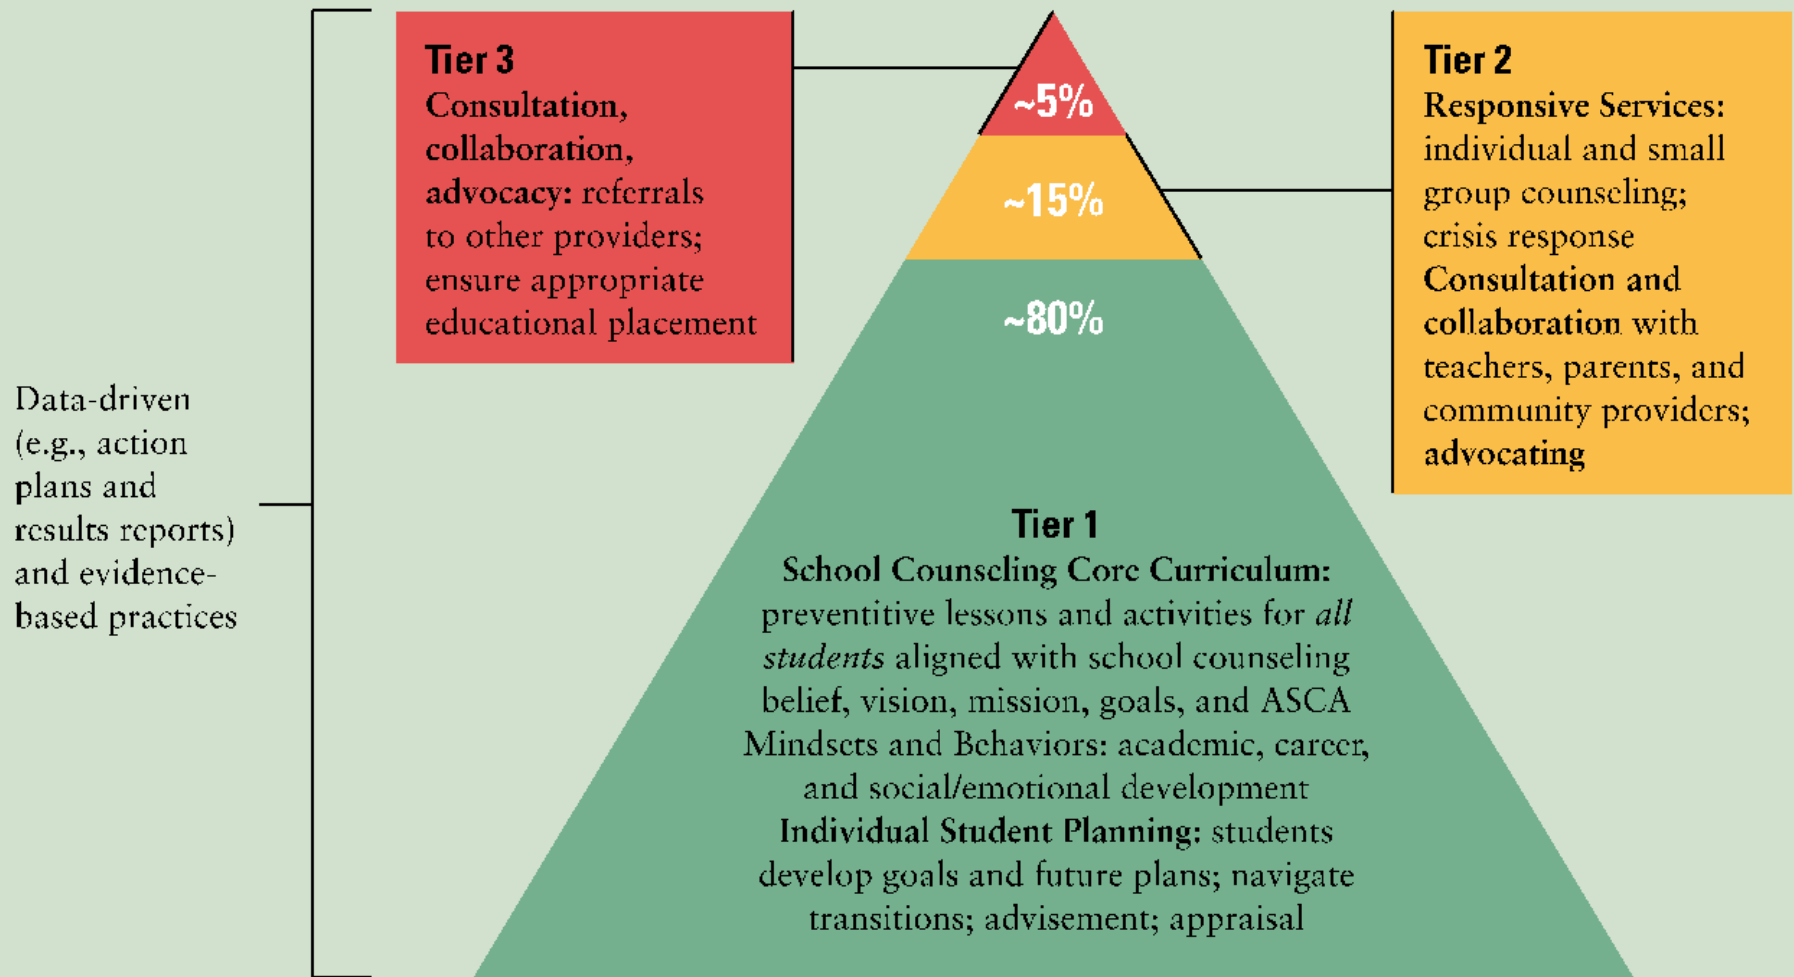 Tier 3
Consultation,
collaboration,
advocacy: referrals
to other providers;
ensure appropriate
educational placement
~5%
~15%
~80%
Tier 2
Responsive Services:
individual and small
group counseling;
crisis response
Consultation and
collaboration with
teachers, parents, and
community providers;
advocating
Data-driven
(e.g., action
plans and
results reports)
and evidence-
based practices
Tier 1
School Counseling Core Curriculum:
preventitive lessons and activities for all
students aligned with school counseling
belief, vision, mission, goals, and ASCA
Mindsets and Behaviors: academic, career,
and social/emotional development
Individual Student Planning: students
develop goals and future plans; navigate
transitions; advisement; appraisal